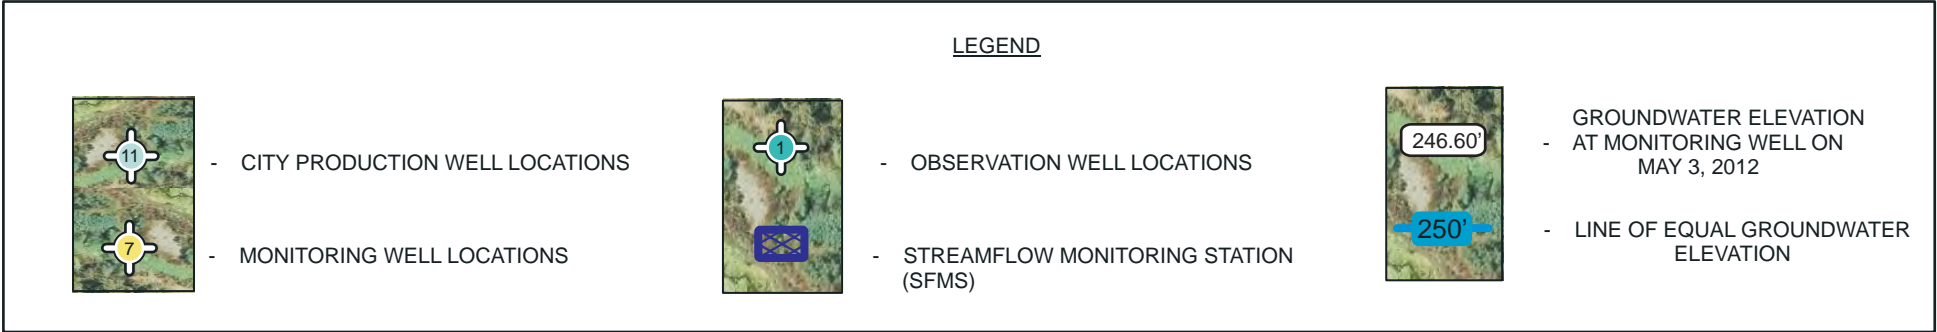 LEGEND
11
- CITY PRODUCTION WELL LOCATIONS
7
- MONITORING WELL LOCATIONS
1
- OBSERVATION WELL LOCATIONS
- STREAMFLOW MONITORING STATION
(SFMS)
246.60'
GROUNDWATER ELEVATION
- AT MONITORING WELL ON
MAY 3, 2012
250'
- LINE OF EQUAL GROUNDWATER
ELEVATION